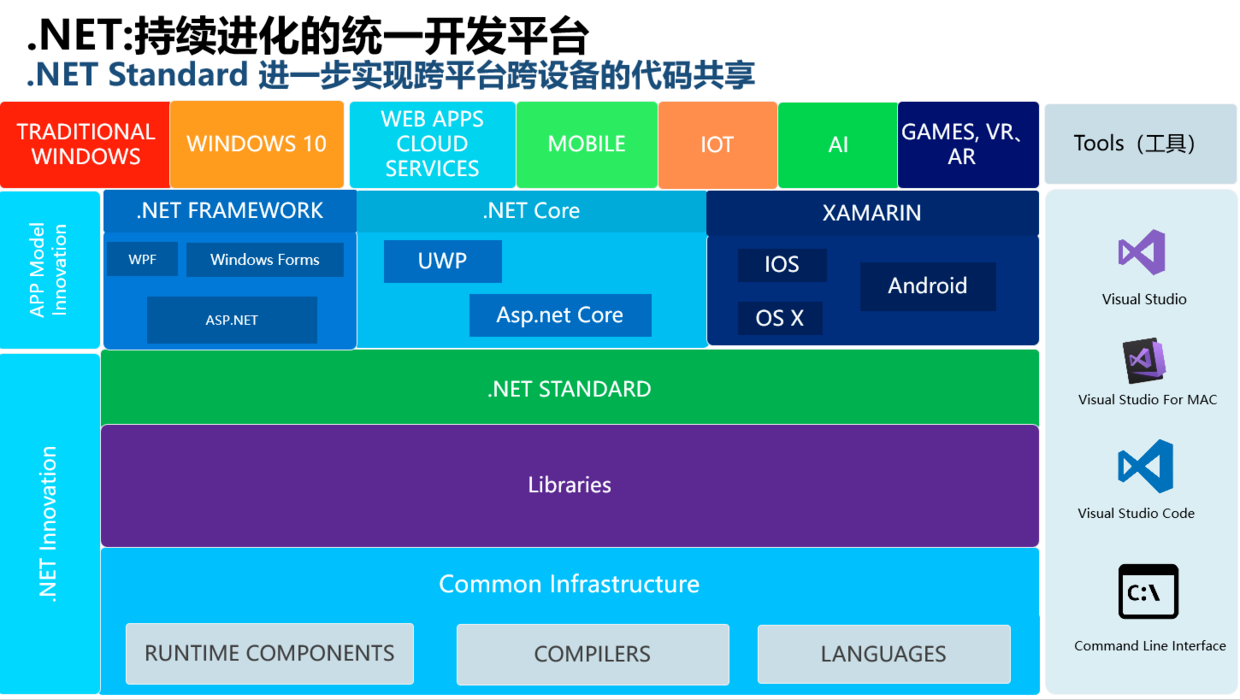 .NET:持续进化的统一开发平台
.NET Standard 进一步实现跨平台跨设备的代码共享
TRADITIONAL
WINDOWS
WINDOWS 10
WEB APPS
CLOUD
SERVICES
MOBILE
IOT
AI
GAMES, VR、
AR
Tools（工具）
APP Model
Innovation
.NET FRAMEWORK
WPF
Windows Forms
ASP.NET
.NET Core
UWP
Asp.net Core
XAMARIN
IOS
Android
OS X
.NET Innovation
.NET STANDARD
Libraries
Common Infrastructure
RUNTIME COMPONENTS
COMPILERS
LANGUAGES
Visual Studio
Visual Studio For MAC
Visual Studio Code
C:\
Command Line Interface